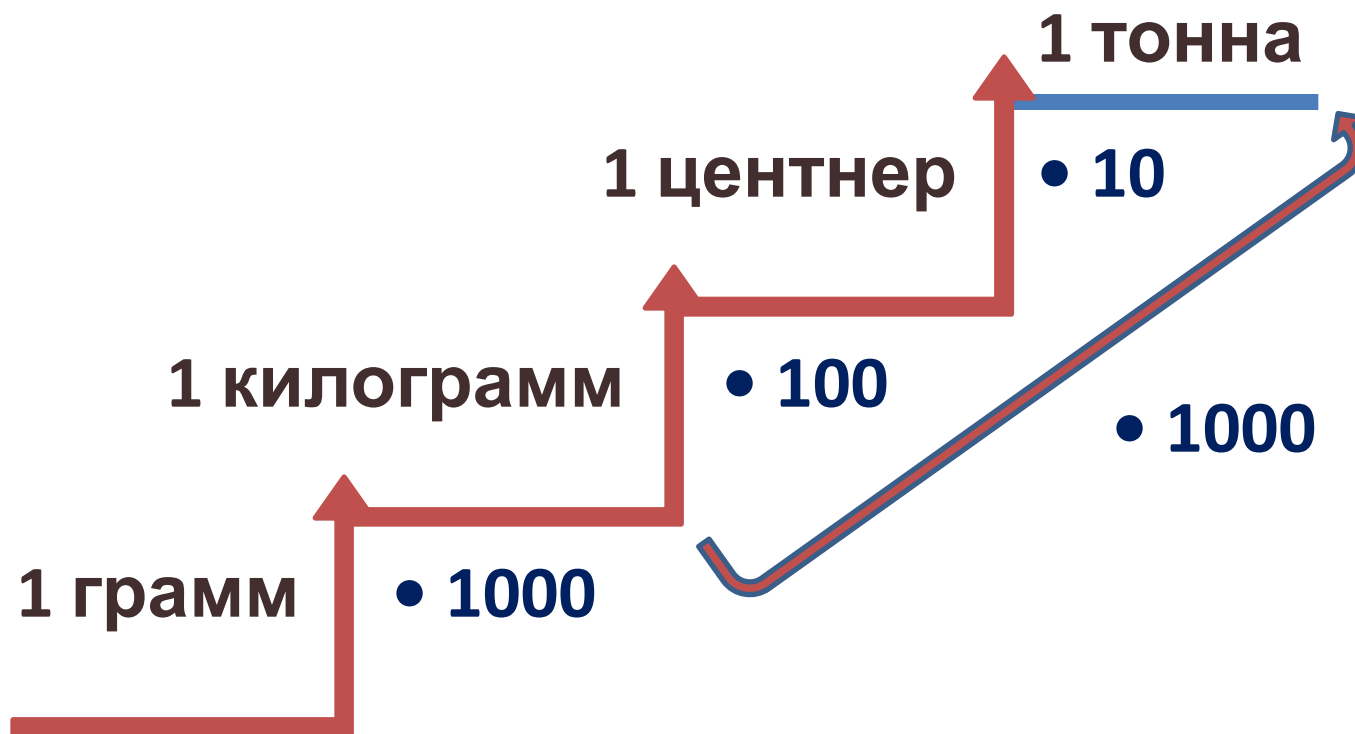 1 тонна
1 центнер
• 10
1 килограмм
• 100
• 1000
1 грамм
• 1000